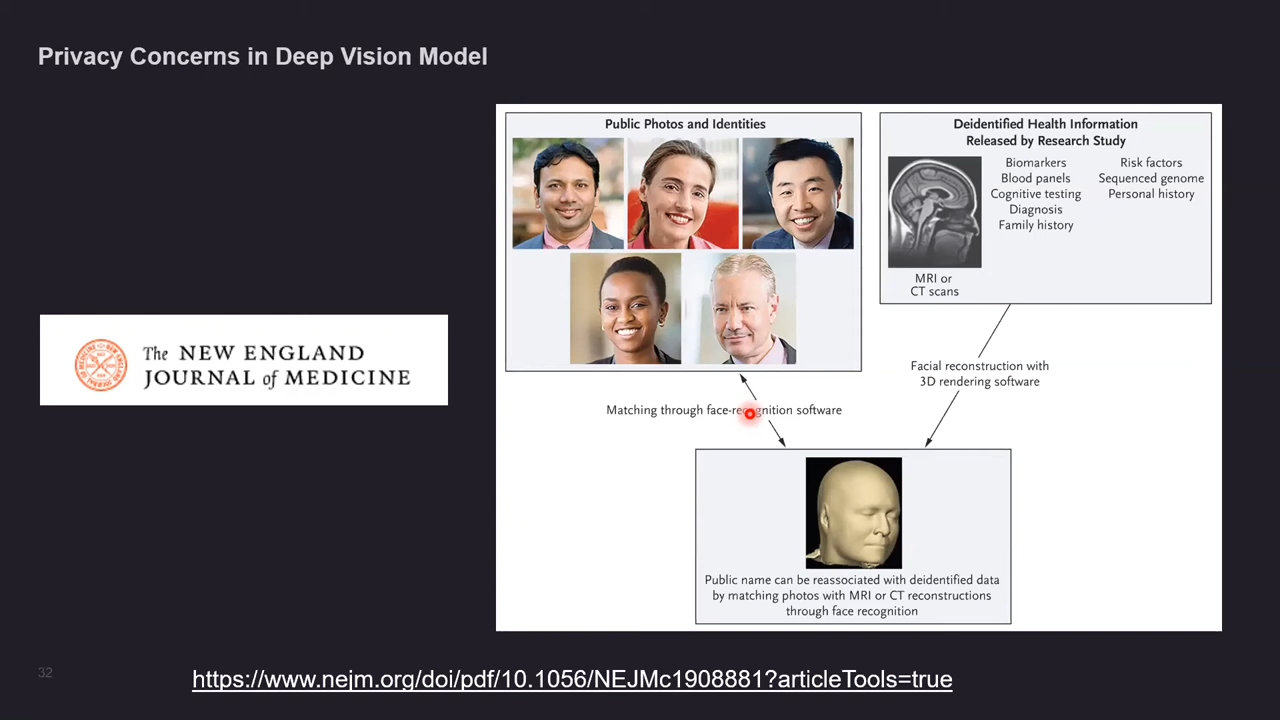 Privacy Concerns in Deep Vision Model
The NEW ENGLAND
JOURNAL of MEDICINE
Public Photos and Identities
Deidentified Health Information
Released by Research Study
MRI or
CT scans
Biomarkers
Blood panels
Cognitive testing
Diagnosis
Family history
Risk factors
Sequenced genome
Personal history
Matching through face-recognition software
Facial reconstruction with
3D rendering software
Public name can be reassociated with deidentified data
by matching photos with MRI or CT reconstructions
through face recognition
32
https://www.nejm.org/doi/pdf/10.1056/NEJMc1908881?articleTools=true